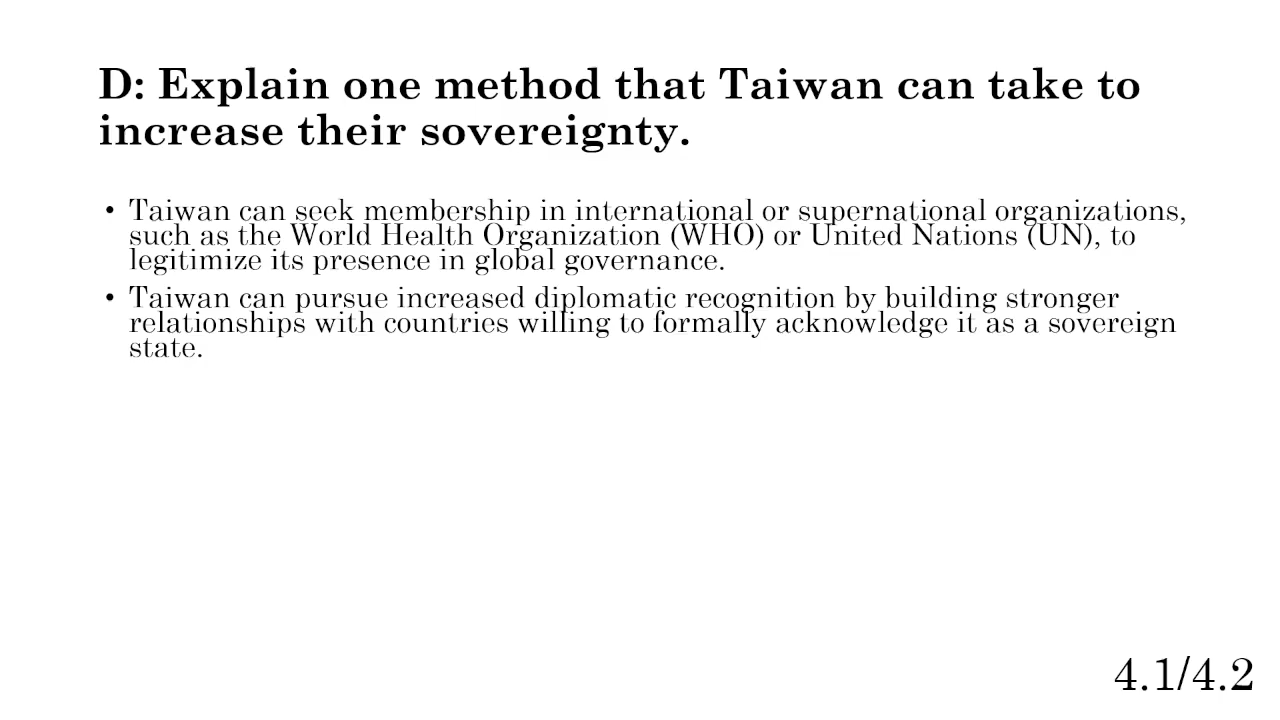 D: Explain one method that Taiwan can take to
increase their sovereignty.
• Taiwan can seek membership in international or supernational organizations,
such as the World Health Organization (WHO) or United Nations (UN), to
legitimize its presence in global governance.
• Taiwan can pursue increased diplomatic recognition by building stronger
relationships with countries willing to formally acknowledge it as a sovereign
state.
4.1/4.2